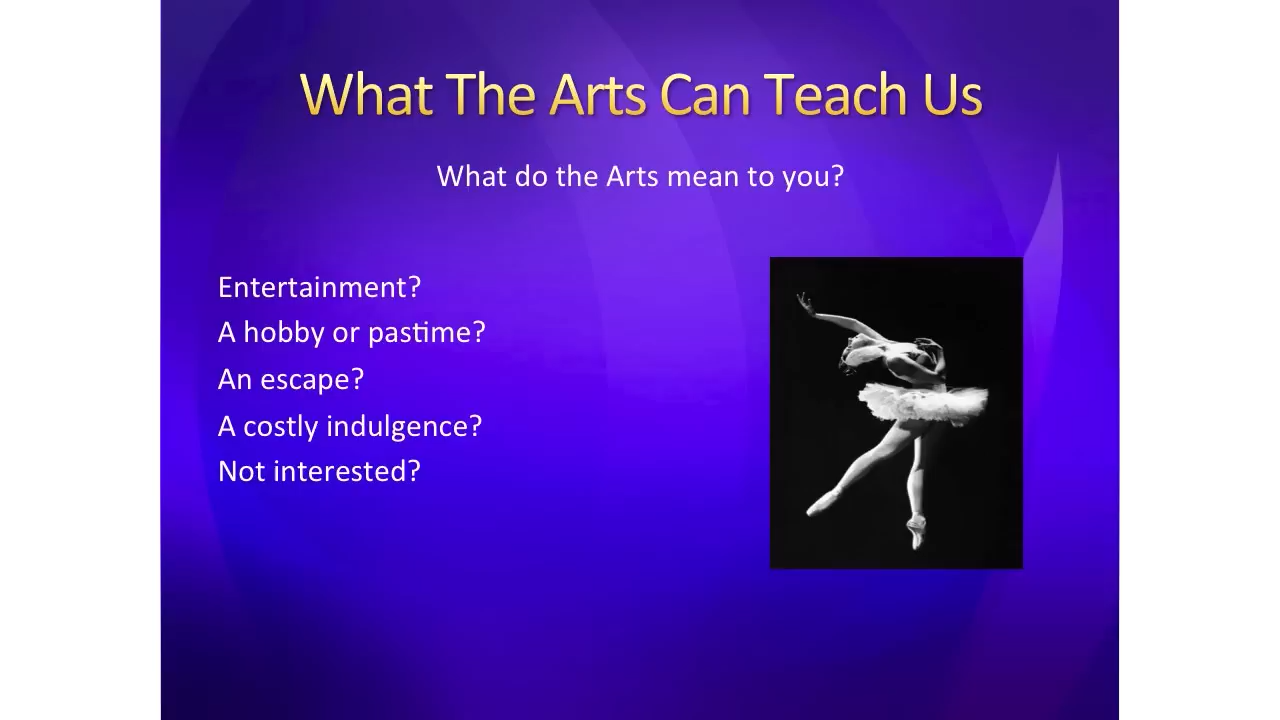 What The Arts Can Teach Us
What do the Arts mean to you?
Entertainment?
A hobby or pastime?
An escape?
A costly indulgence?
Not interested?